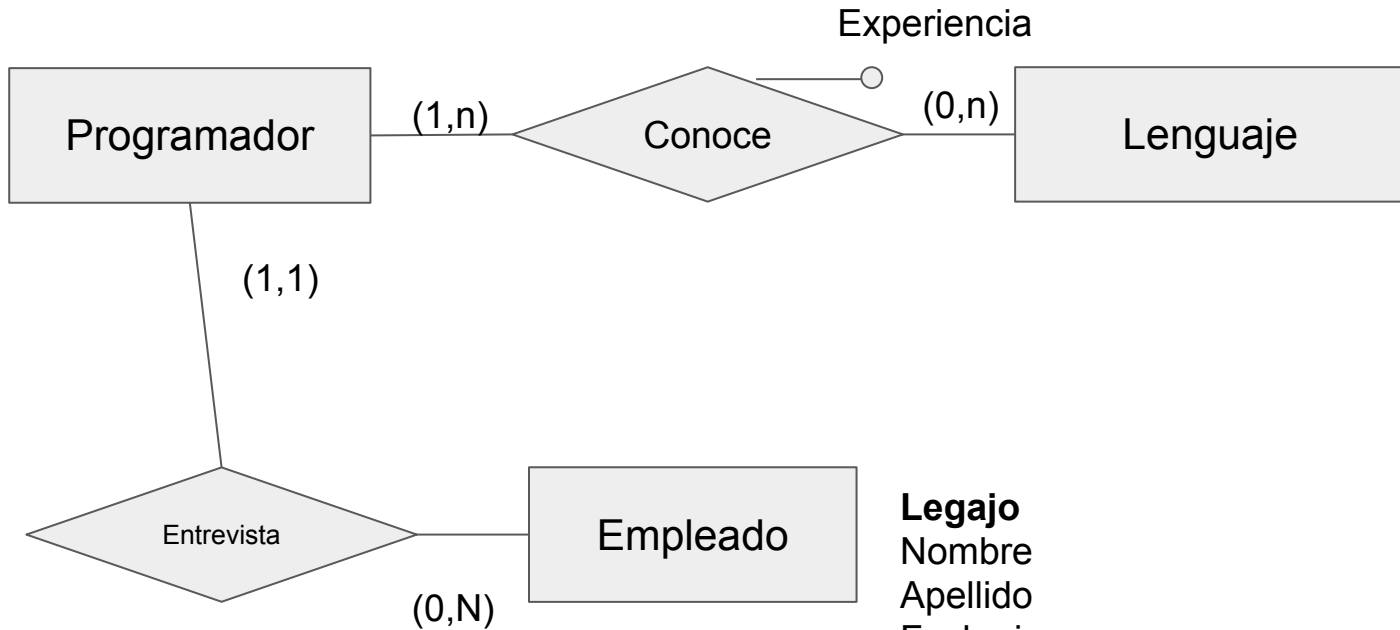 Experiencia
Programador
(1,n)
Conoce
(0,n)
Lenguaje
(1,1)
Entrevista
Empleado
(0,N)
Legajo
Nombre
Apellido